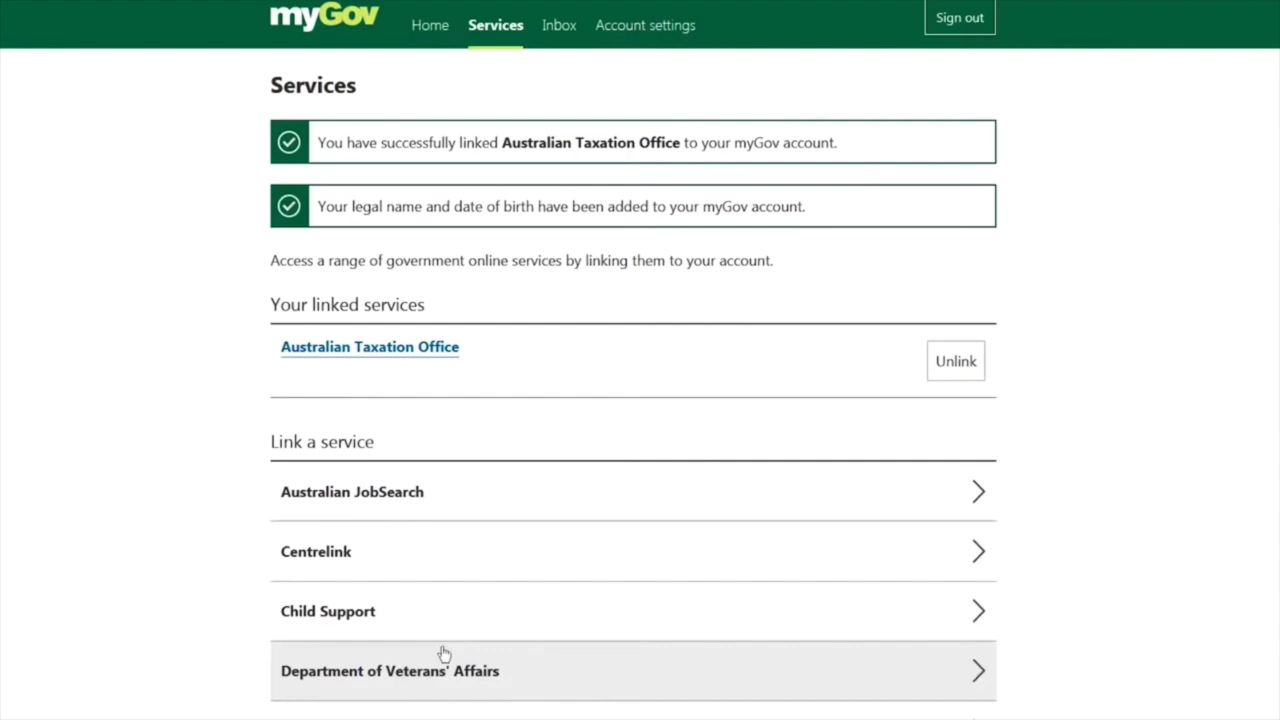 myGov
Home Services Inbox Account settings Sign out
Services
You have successfully linked Australian Taxation Office to your myGov account.
Your legal name and date of birth have been added to your myGov account.
Access a range of government online services by linking them to your account.
Your linked services
Australian Taxation Office
Unlink
Link a service
Australian JobSearch
Centrelink
Child Support
Department of Veterans' Affairs